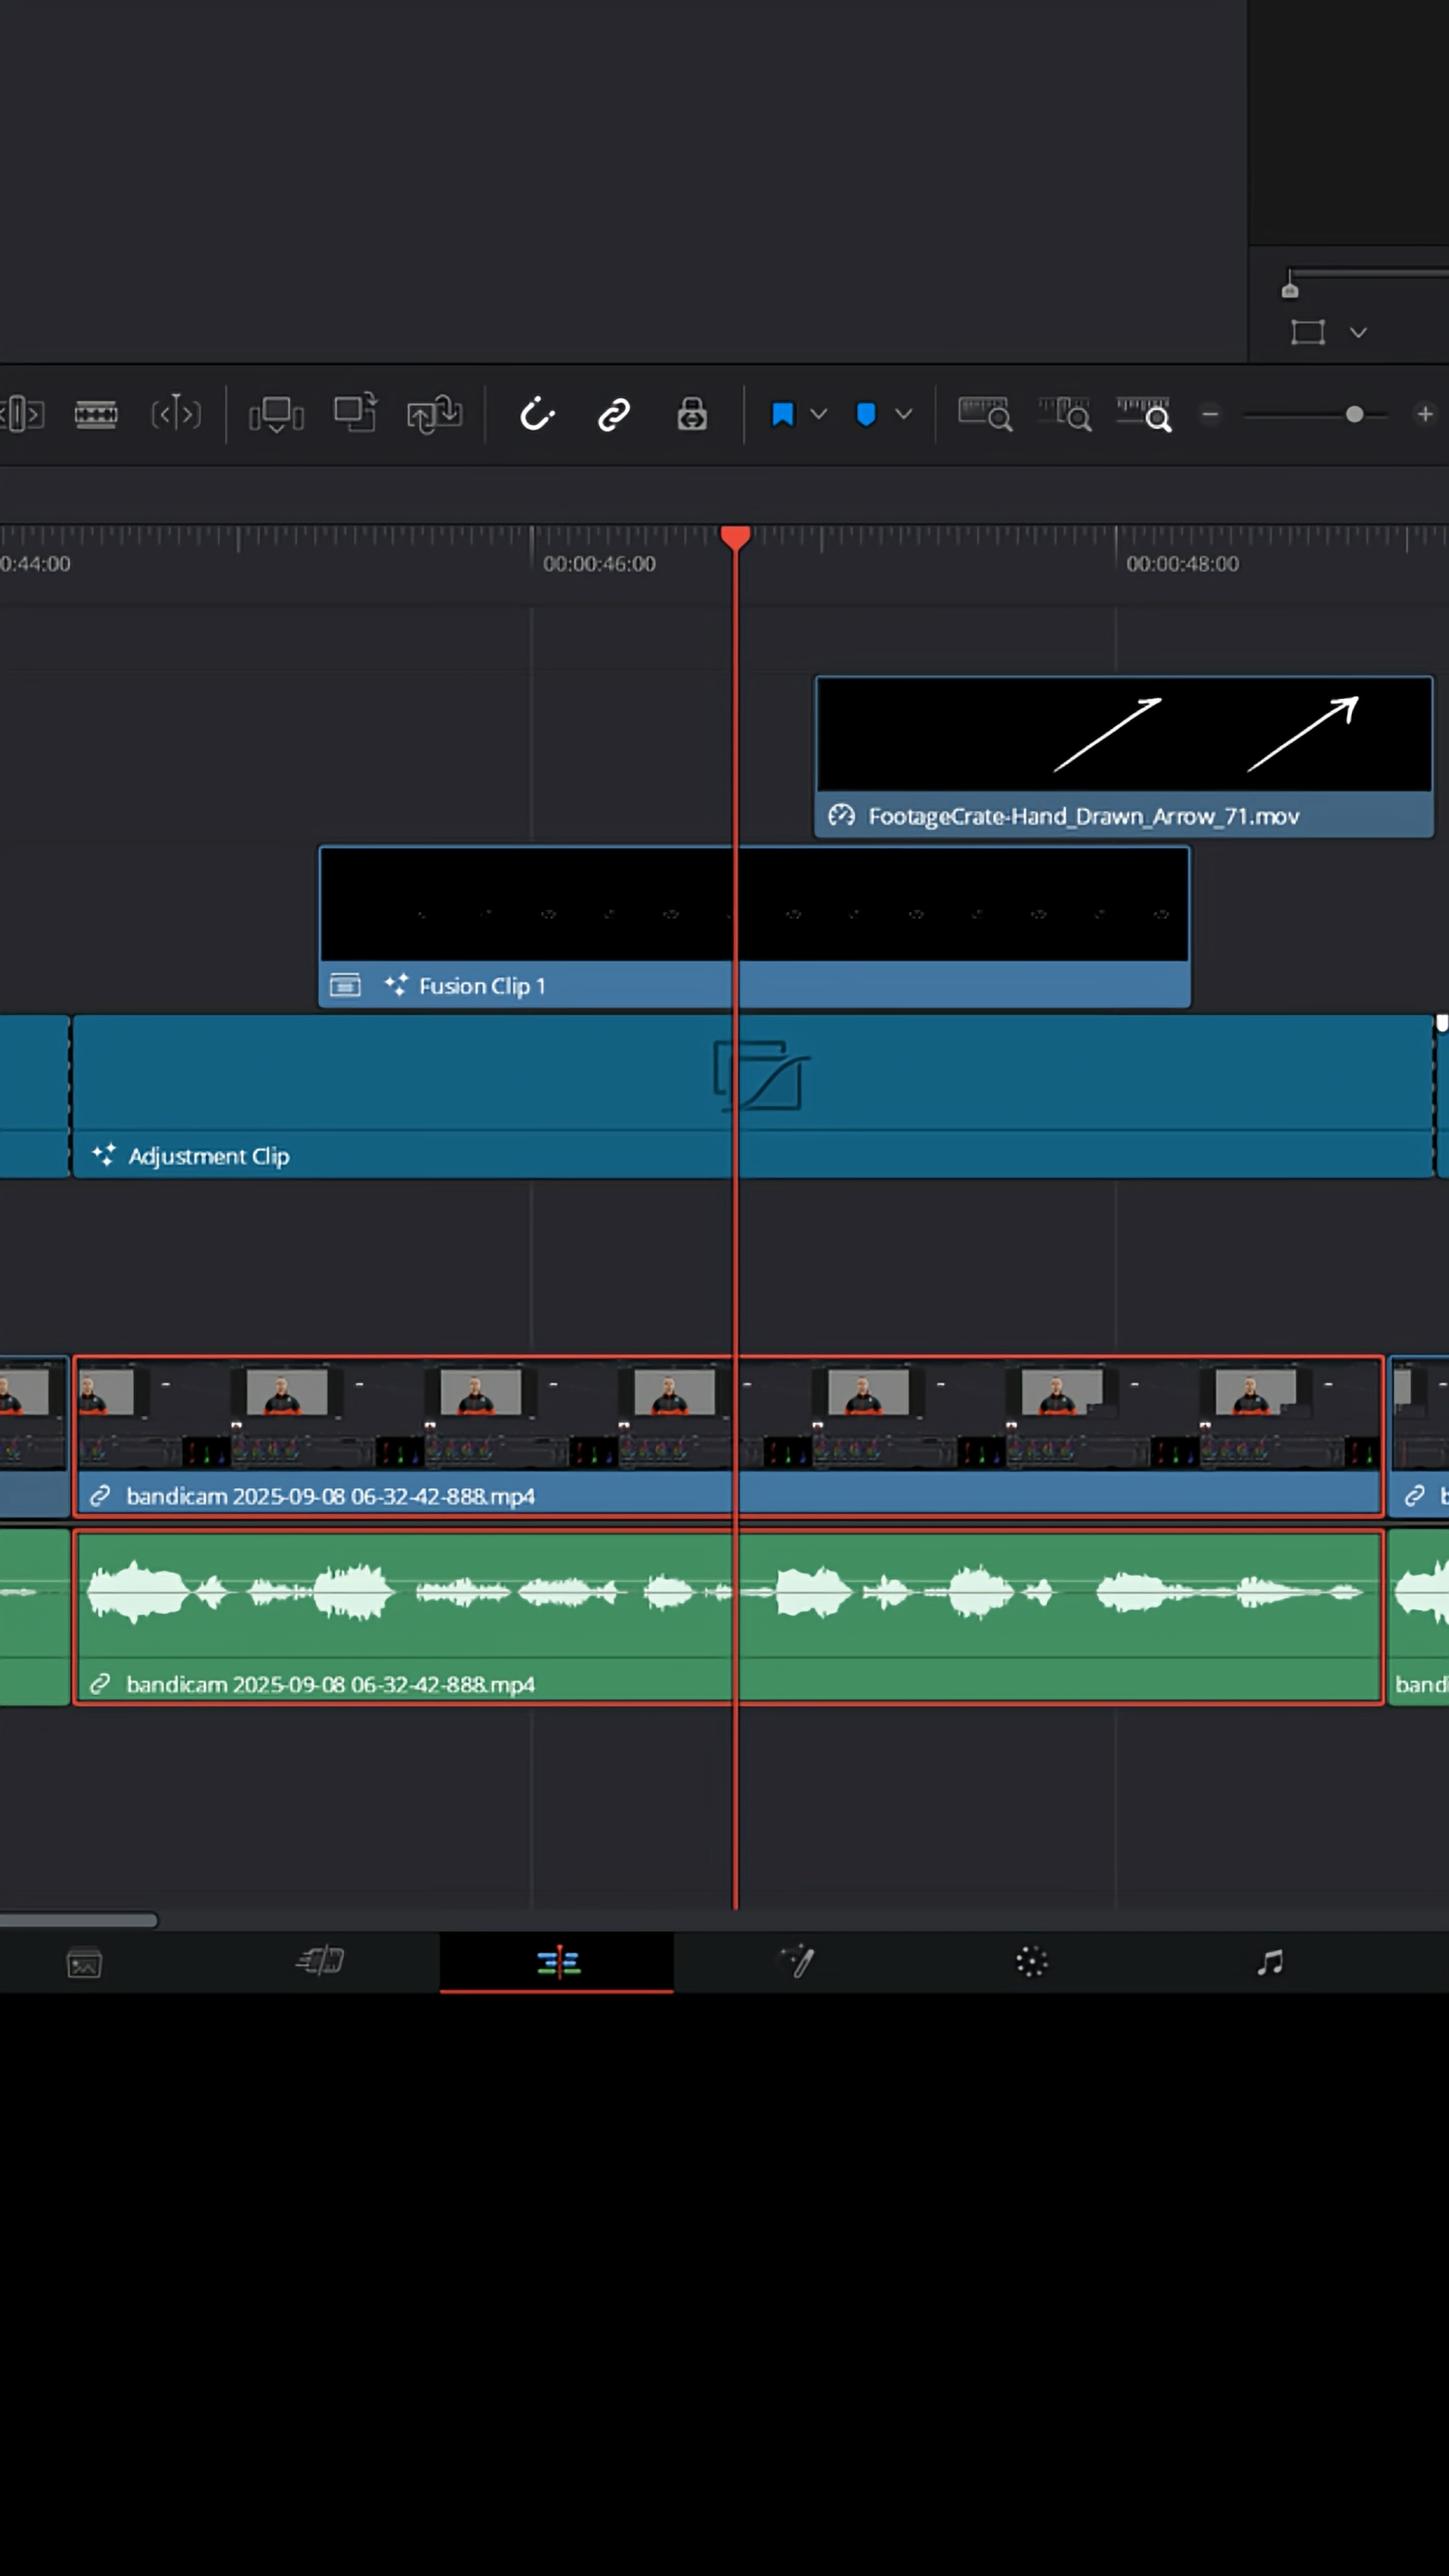 0:44:00
00:00:46:00
00:00:48:00
FootageCrate-Hand_Drawn_Arrow_71.mov
Fusion Clip 1
Adjustment Clip
bandicam 2025-09-08 06-32-42-888.mp4
b
bandicam 2025-09-08 06-32-42-888.mp4
band